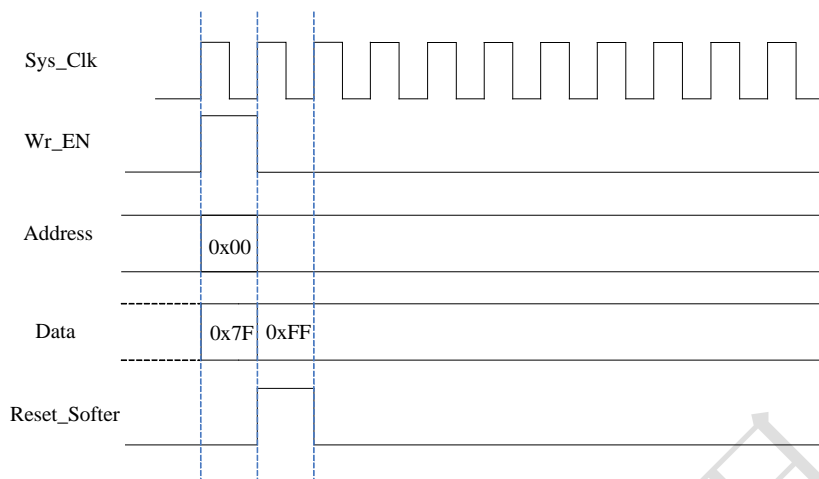 Sys_Clk
Wr_EN
Address
0x00
Data
0x7F
0xFF
Reset_Softer